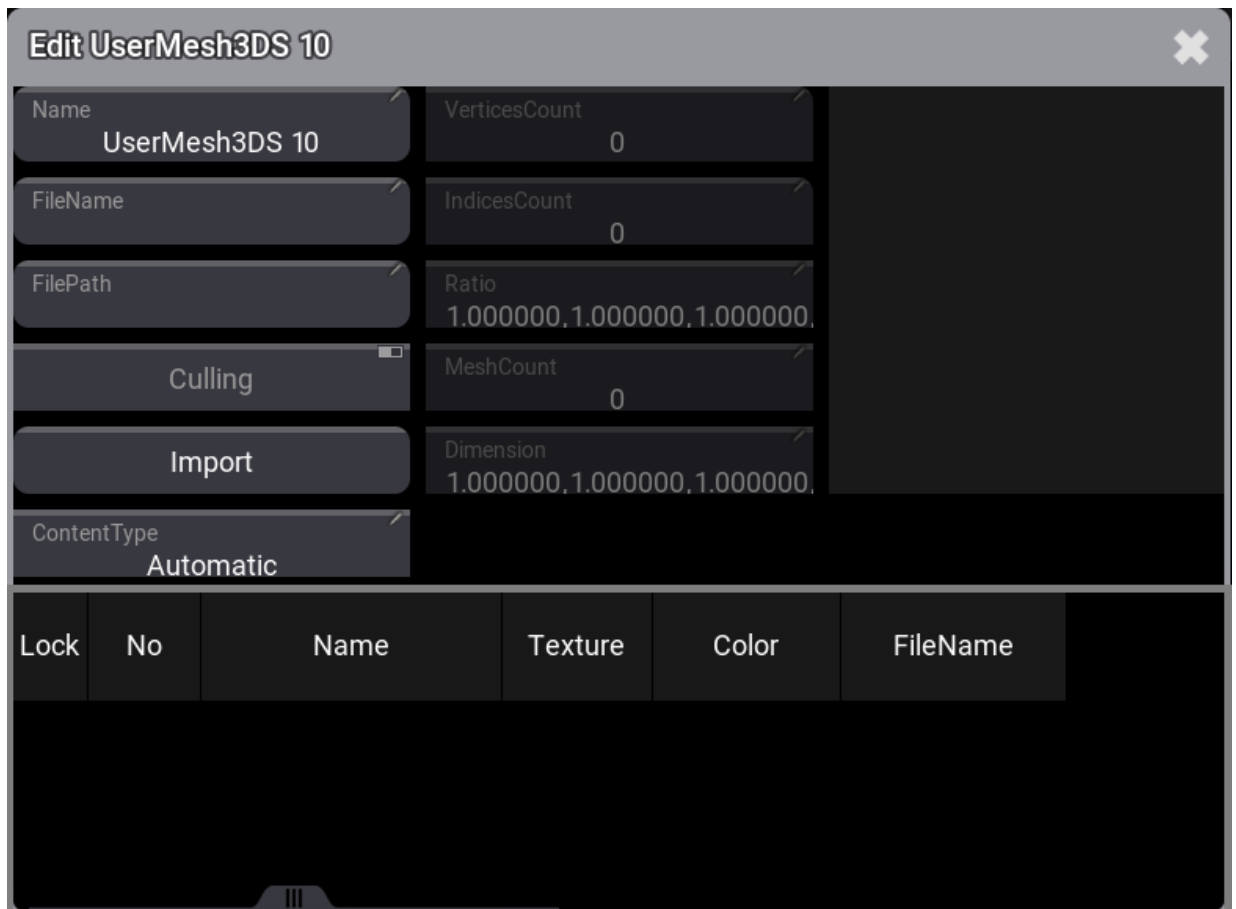 Edit UserMesh3DS 10
Name
UserMesh3DS 10
FileName
FilePath
Culling
Import
ContentType
Automatic
VerticesCount
0
IndicesCount
0
Ratio
1.000000,1.000000,1.000000,
MeshCount
0
Dimension
1.000000,1.000000,1.000000,
Lock No Name Texture Color FileName